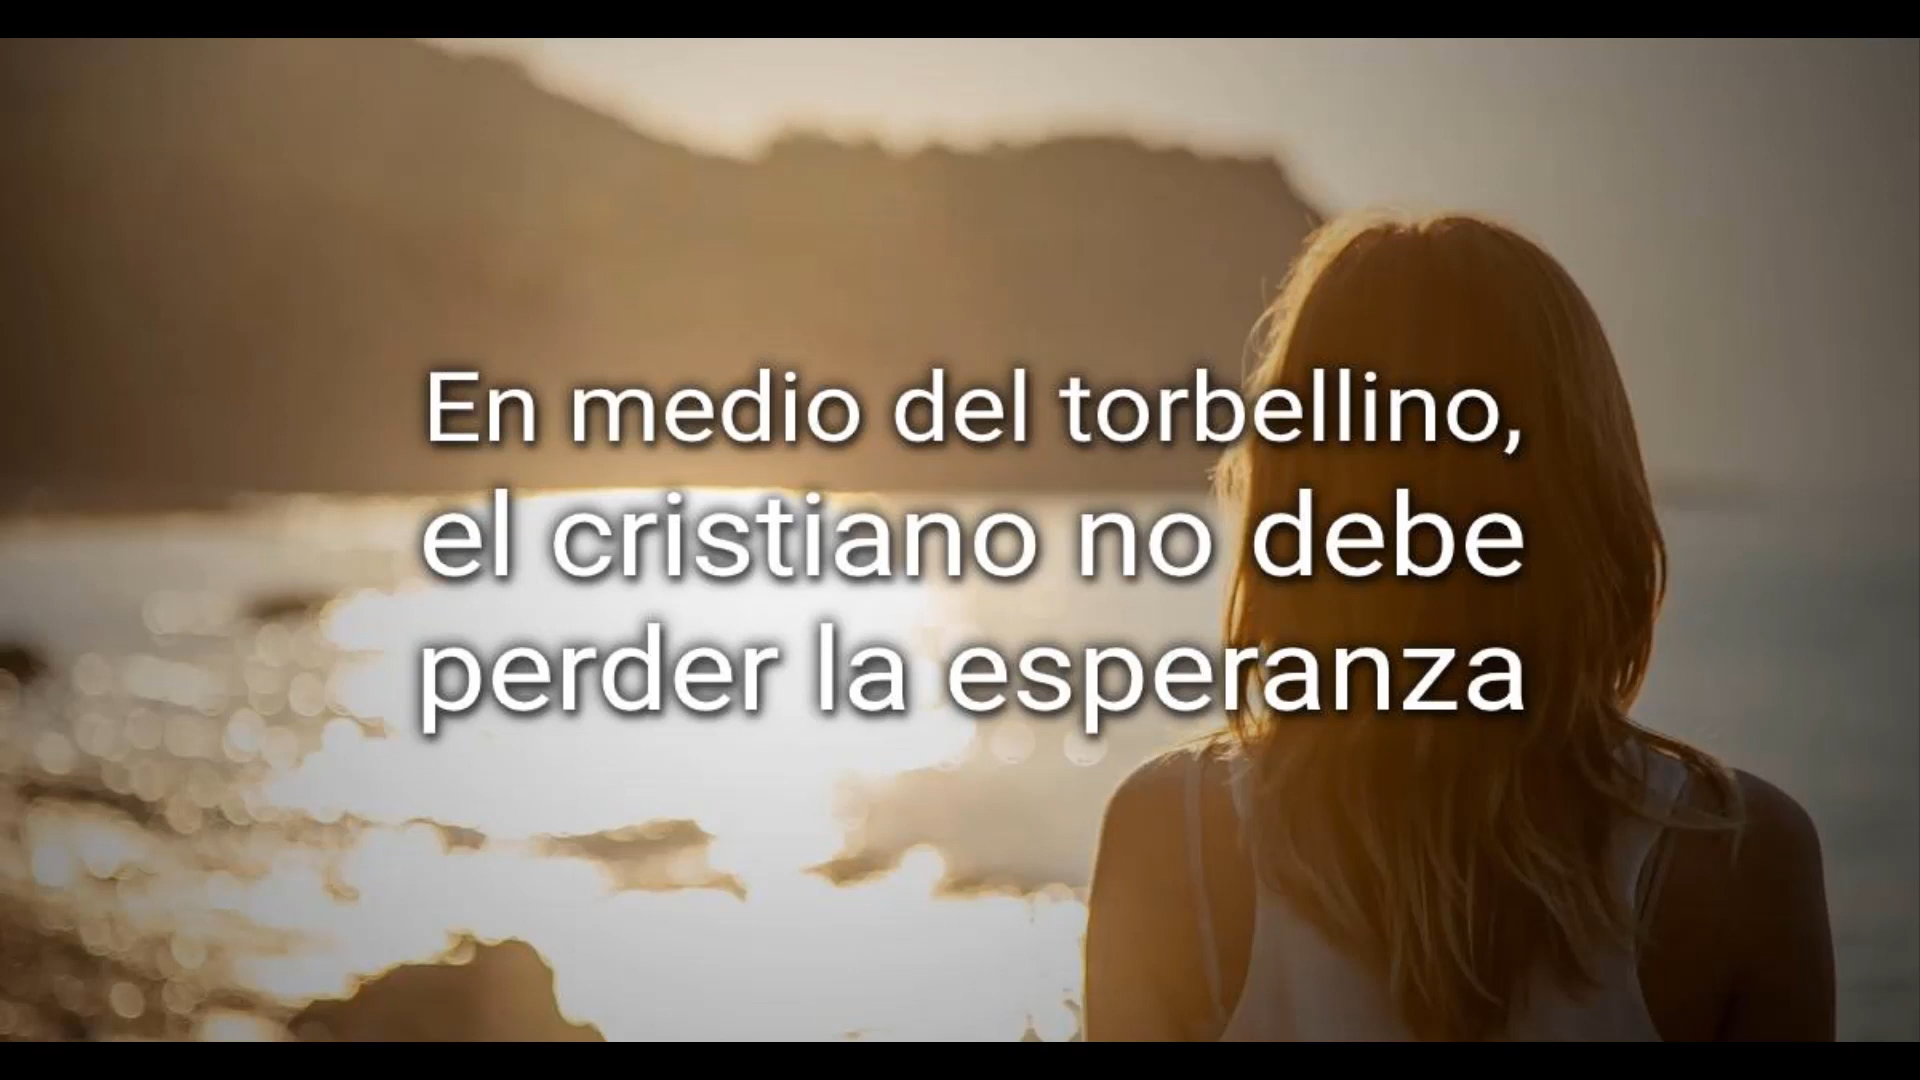 En medio del torbellino,
el cristiano no debe
perder la esperanza